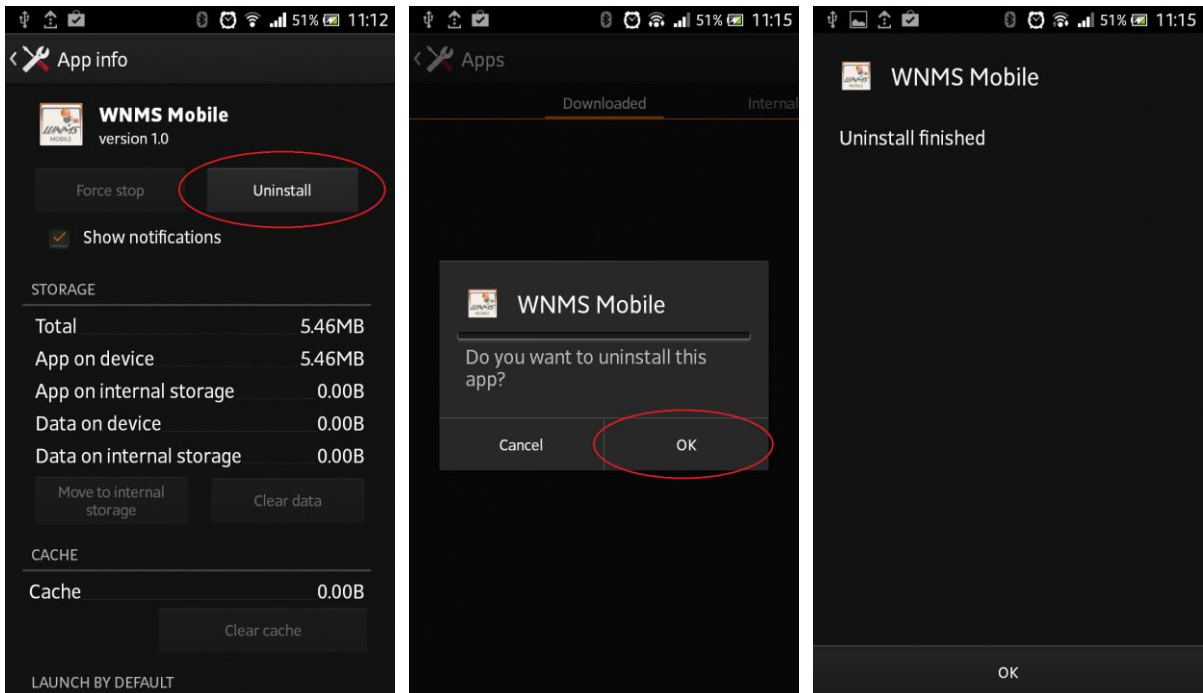 51% 11:12
App info
WNMS Mobile
version 1.0
Force stop
Uninstall
Show notifications
STORAGE
Total 5.46MB
App on device 5.46MB
App on internal storage 0.00B
Data on device 0.00B
Data on internal storage 0.00B
Move to internal
storage
Clear data
CACHE
Cache 0.00B
Clear cache
LAUNCH BY DEFAULT
51% 11:15
Apps
Downloaded
Internal
WNMS Mobile
Do you want to uninstall this
app?
Cancel
OK
51% 11:15
WNMS Mobile
Uninstall finished
OK